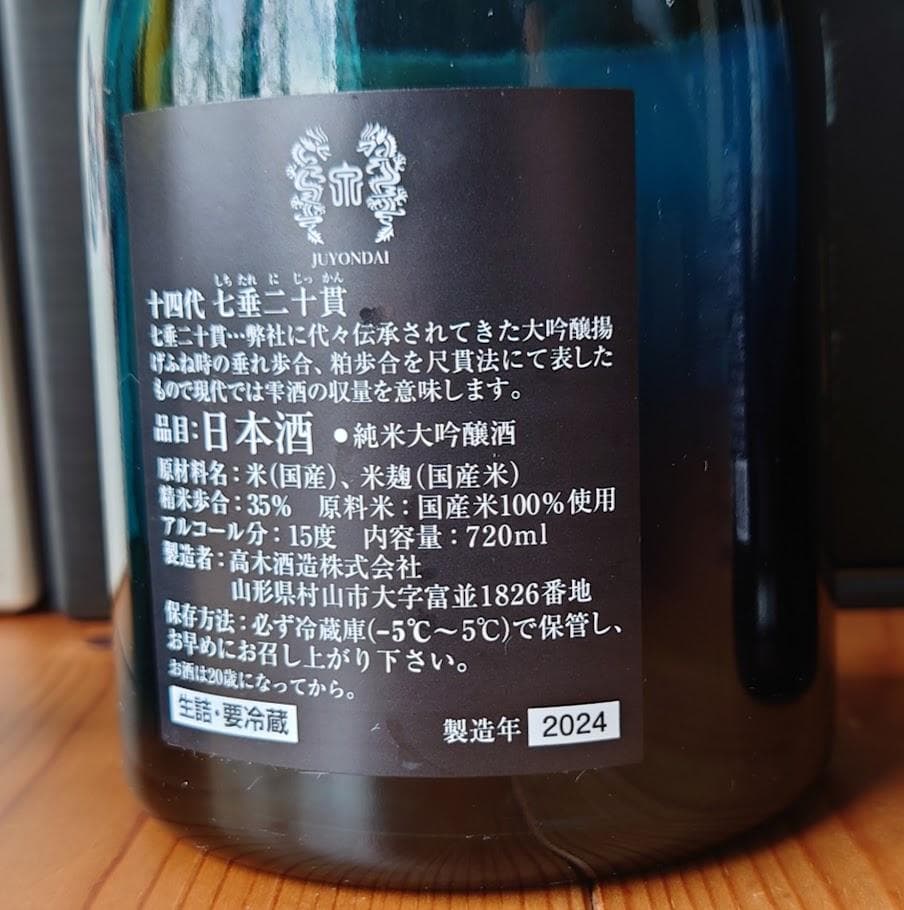 JUYONDAI
しちたれにじっかん
十四代 七垂二十貫
七垂二十貫…弊社に代々伝承されてきた大吟醸揚
げふね時の垂れ歩合、粕歩合を尺貫法にて表した
もので現代では雫酒の収量を意味します。
品目:日本酒 ●純米大吟醸酒
原材料名:米(国産)、米麹(国産米)
精米歩合:35% 原料米:国産米100%使用
アルコール分:15度 内容量:720ml
製造者:高木酒造株式会社
山形県村山市大字富並1826番地
保存方法:必ず冷蔵庫(-5℃~5℃)で保管し、
お早めにお召し上がり下さい。
お酒は20歳になってから。
生詰・要冷蔵
製造年 2024